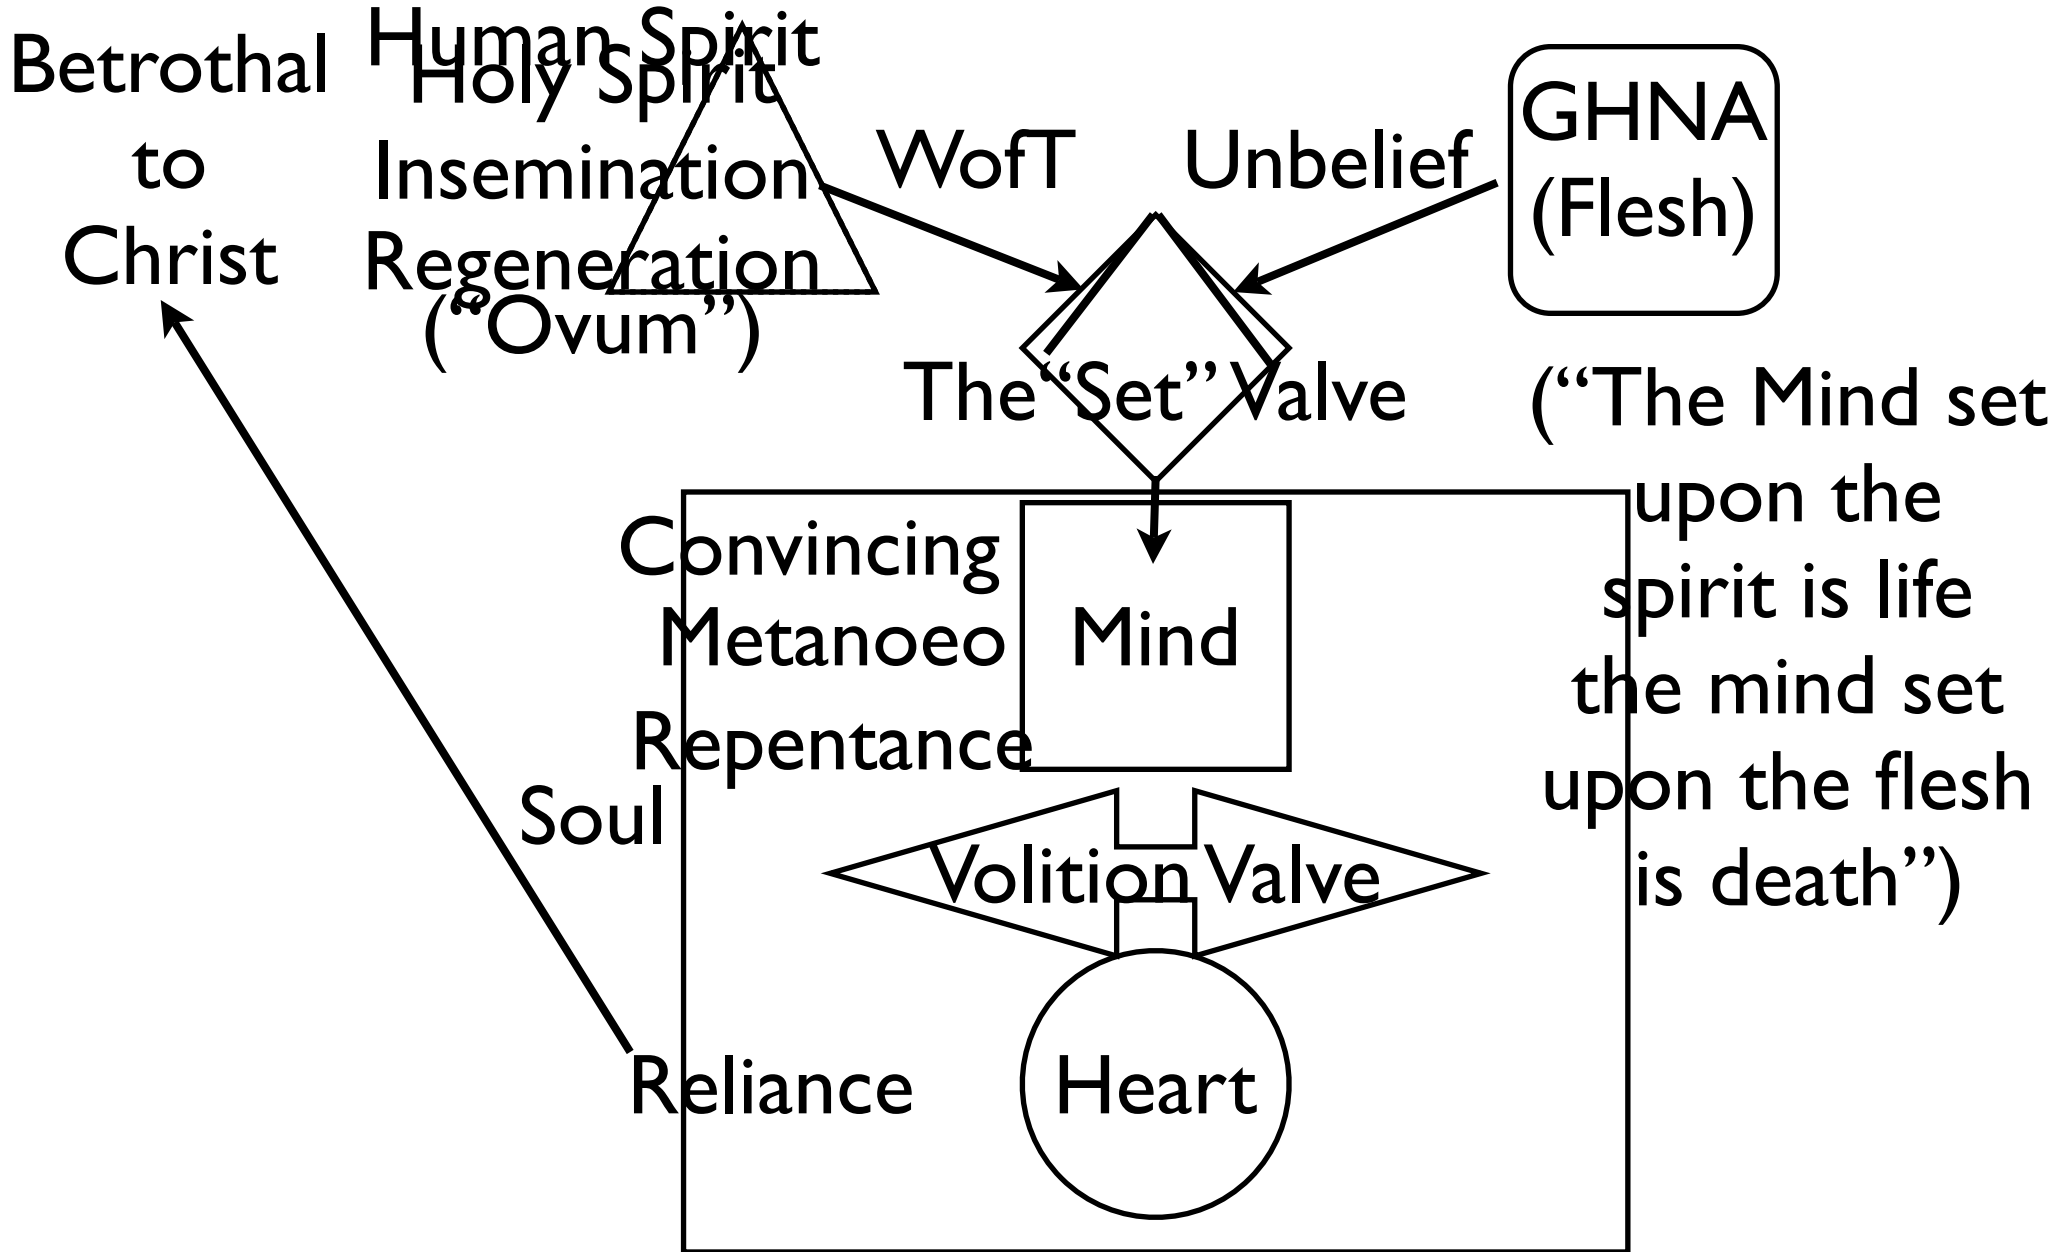 Betrothal
to
Christ
Human Spirit
Holy Spirit
Insemination
Regeneration
(“Ovum”)
WofT
Unbelief
GHNA
(Flesh)
The “Set” Valve
(“The Mind set
upon the
spirit is life
the mind set
upon the flesh
is death”)
Convincing
Metanoeo
Repentance
Mind
Soul
Volition Valve
Reliance
Heart